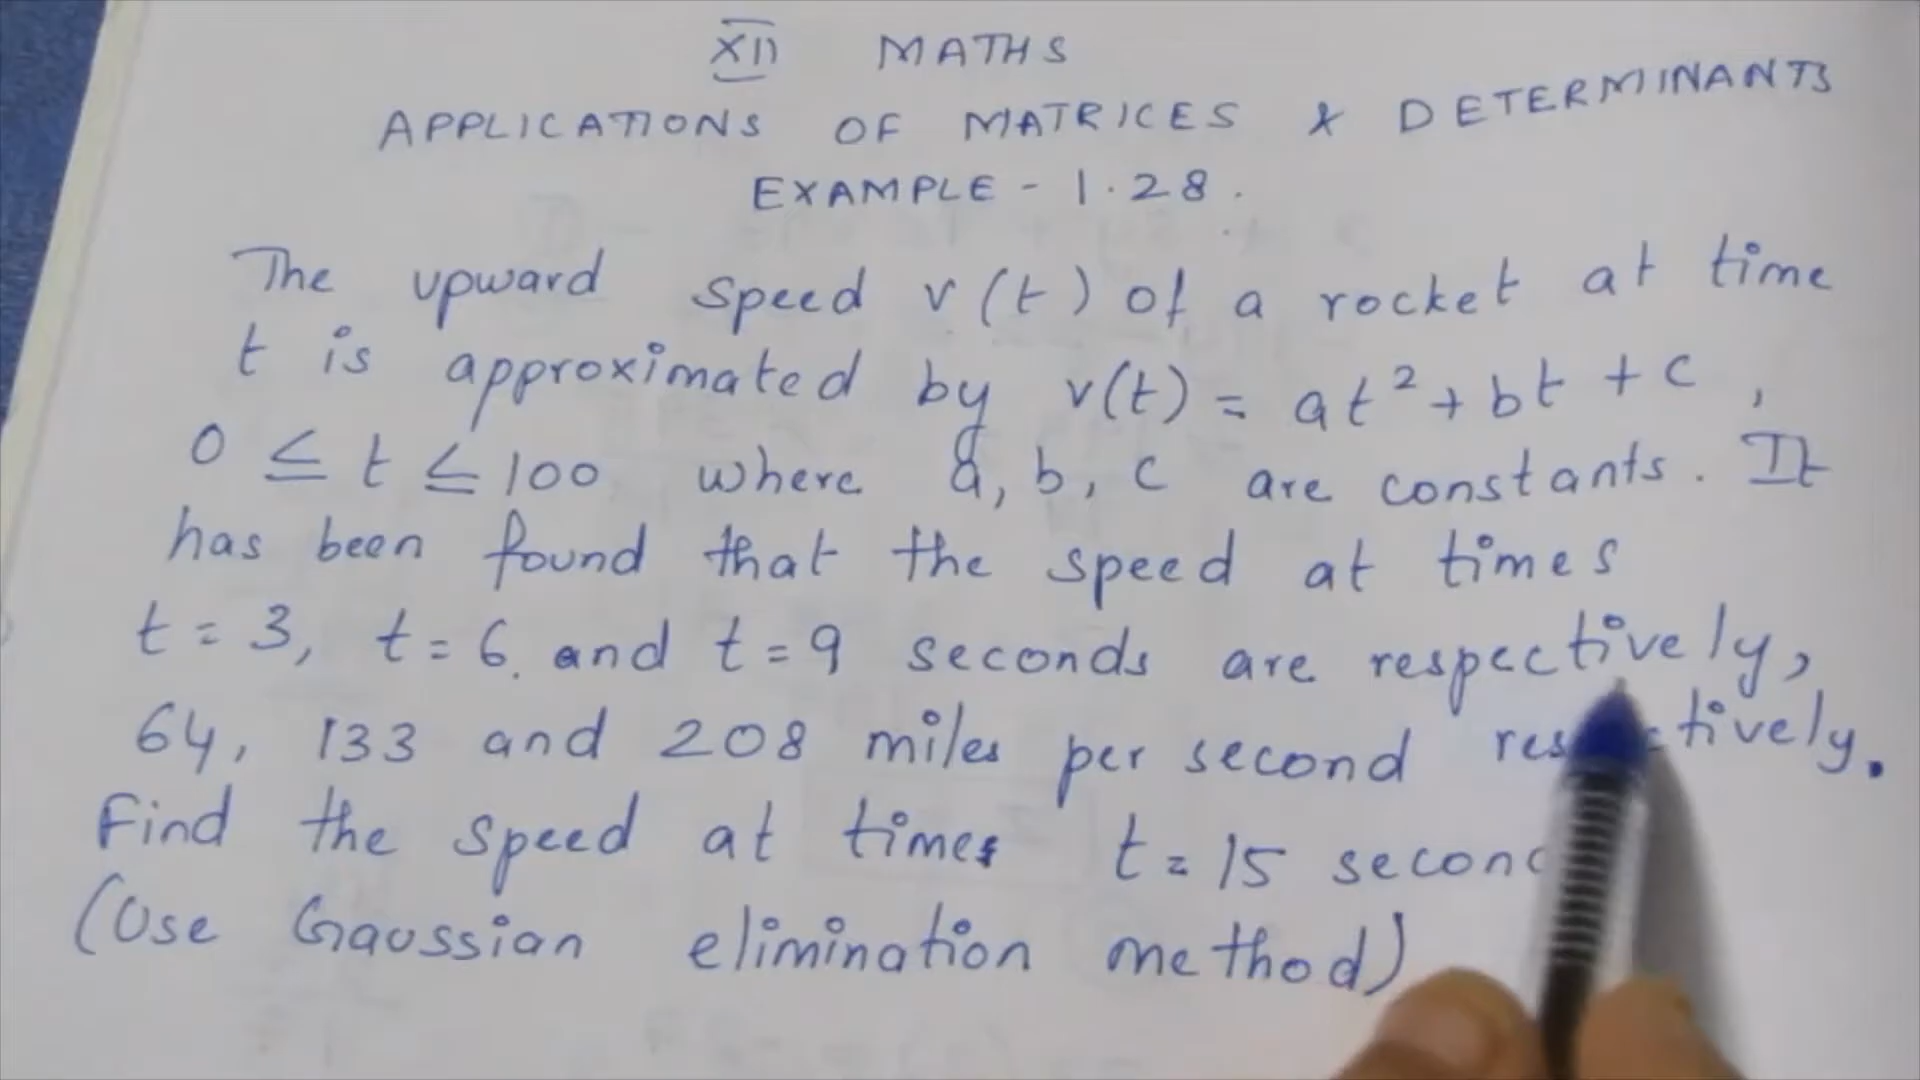 XII MATHS
APPLICATIONS OF MATRICES & DETERMINANTS
EXAMPLE - 1.28.
The upward speed v(t) of a rocket at time
t is approximated by v(t) = at² + bt + c,
0 ≤ t ≤ 100 where a, b, c are constants. It
has been found that the speed at times
t = 3, t = 6. and t = 9 seconds are respectively,
64, 133 and 208 miles per second respectively.
Find the speed at times t = 15
(Use Gaussian elimination method)